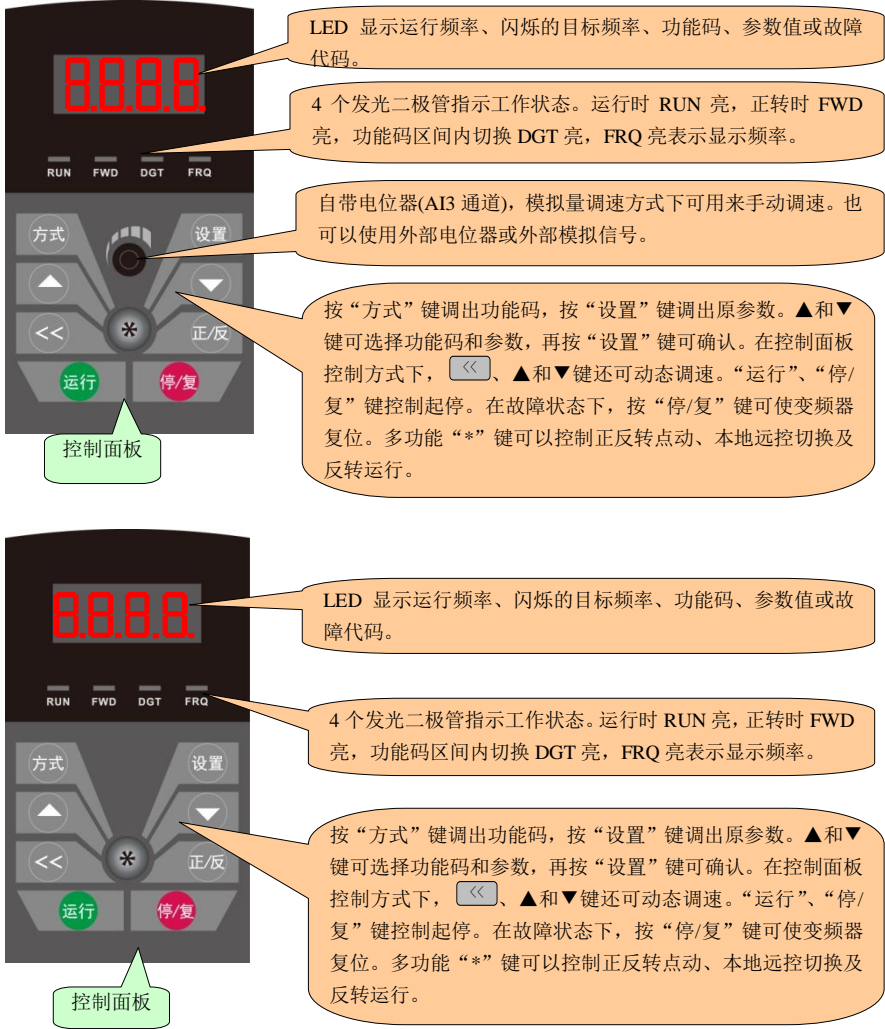 LED 显示运行频率、闪烁的目标频率、功能码、参数值或故障
代码。
8.8.8.8.
4 个发光二极管指示工作状态。运行时 RUN 亮，正转时 FWD
亮，功能码区间内切换 DGT 亮，FRQ 亮表示显示频率。
RUN FWD DGT FRQ
自带电位器(AI3 通道)，模拟量调速方式下可用来手动调速。也
可以使用外部电位器或外部模拟信号。
方式 设置
<< * 正/反
运行 停/复
按“方式”键调出功能码，按“设置”键调出原参数。▲和▼
键可选择功能码和参数，再按“设置”键可确认。在控制面板
控制方式下， << 、▲和▼键还可动态调速。“运行”、“停/
复”键控制起停。在故障状态下，按“停/复”键可使变频器
复位。多功能“*”键可以控制正反转点动、本地远控切换及
反转运行。
控制面板
8.8.8.8.
LED 显示运行频率、闪烁的目标频率、功能码、参数值或故
障代码。
RUN FWD DGT FRQ
4 个发光二极管指示工作状态。运行时 RUN 亮，正转时 FWD
亮，功能码区间内切换 DGT 亮，FRQ 亮表示显示频率。
方式 设置
<< * 正/反
运行 停/复
按“方式”键调出功能码，按“设置”键调出原参数。▲和▼
键可选择功能码和参数，再按“设置”键可确认。在控制面板
控制方式下， << 、▲和▼键还可动态调速。“运行”、“停/
复”键控制起停。在故障状态下，按“停/复”键可使变频器
复位。多功能“*”键可以控制正反转点动、本地远控切换及
反转运行。
控制面板